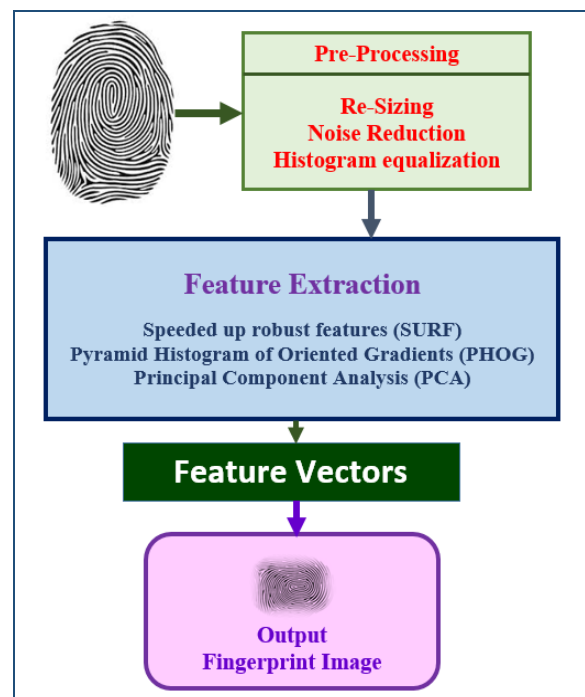 Pre-Processing
Re-Sizing
Noise Reduction
Histogram equalization
Feature Extraction
Speeded up robust features (SURF)
Pyramid Histogram of Oriented Gradients (PHOG)
Principal Component Analysis (PCA)
Feature Vectors
Output
Fingerprint Image